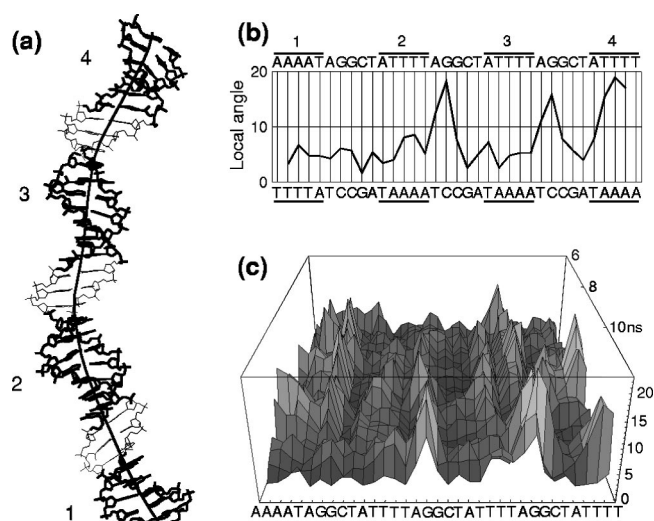 (a)
4
3
2
1
(b)
1 2 3 4
AAAATAGGCTATTTTAGGCTATTTTAGGCTATTTT
Local angle
20
10
0
TTTTATCCGATAAAATCCGATAAAATCCGATAAAA
(c)
6
8
10ns
20
15
10
5
0
AAAATAGGCTATTTTAGGCTATTTTAGGCTATTTT